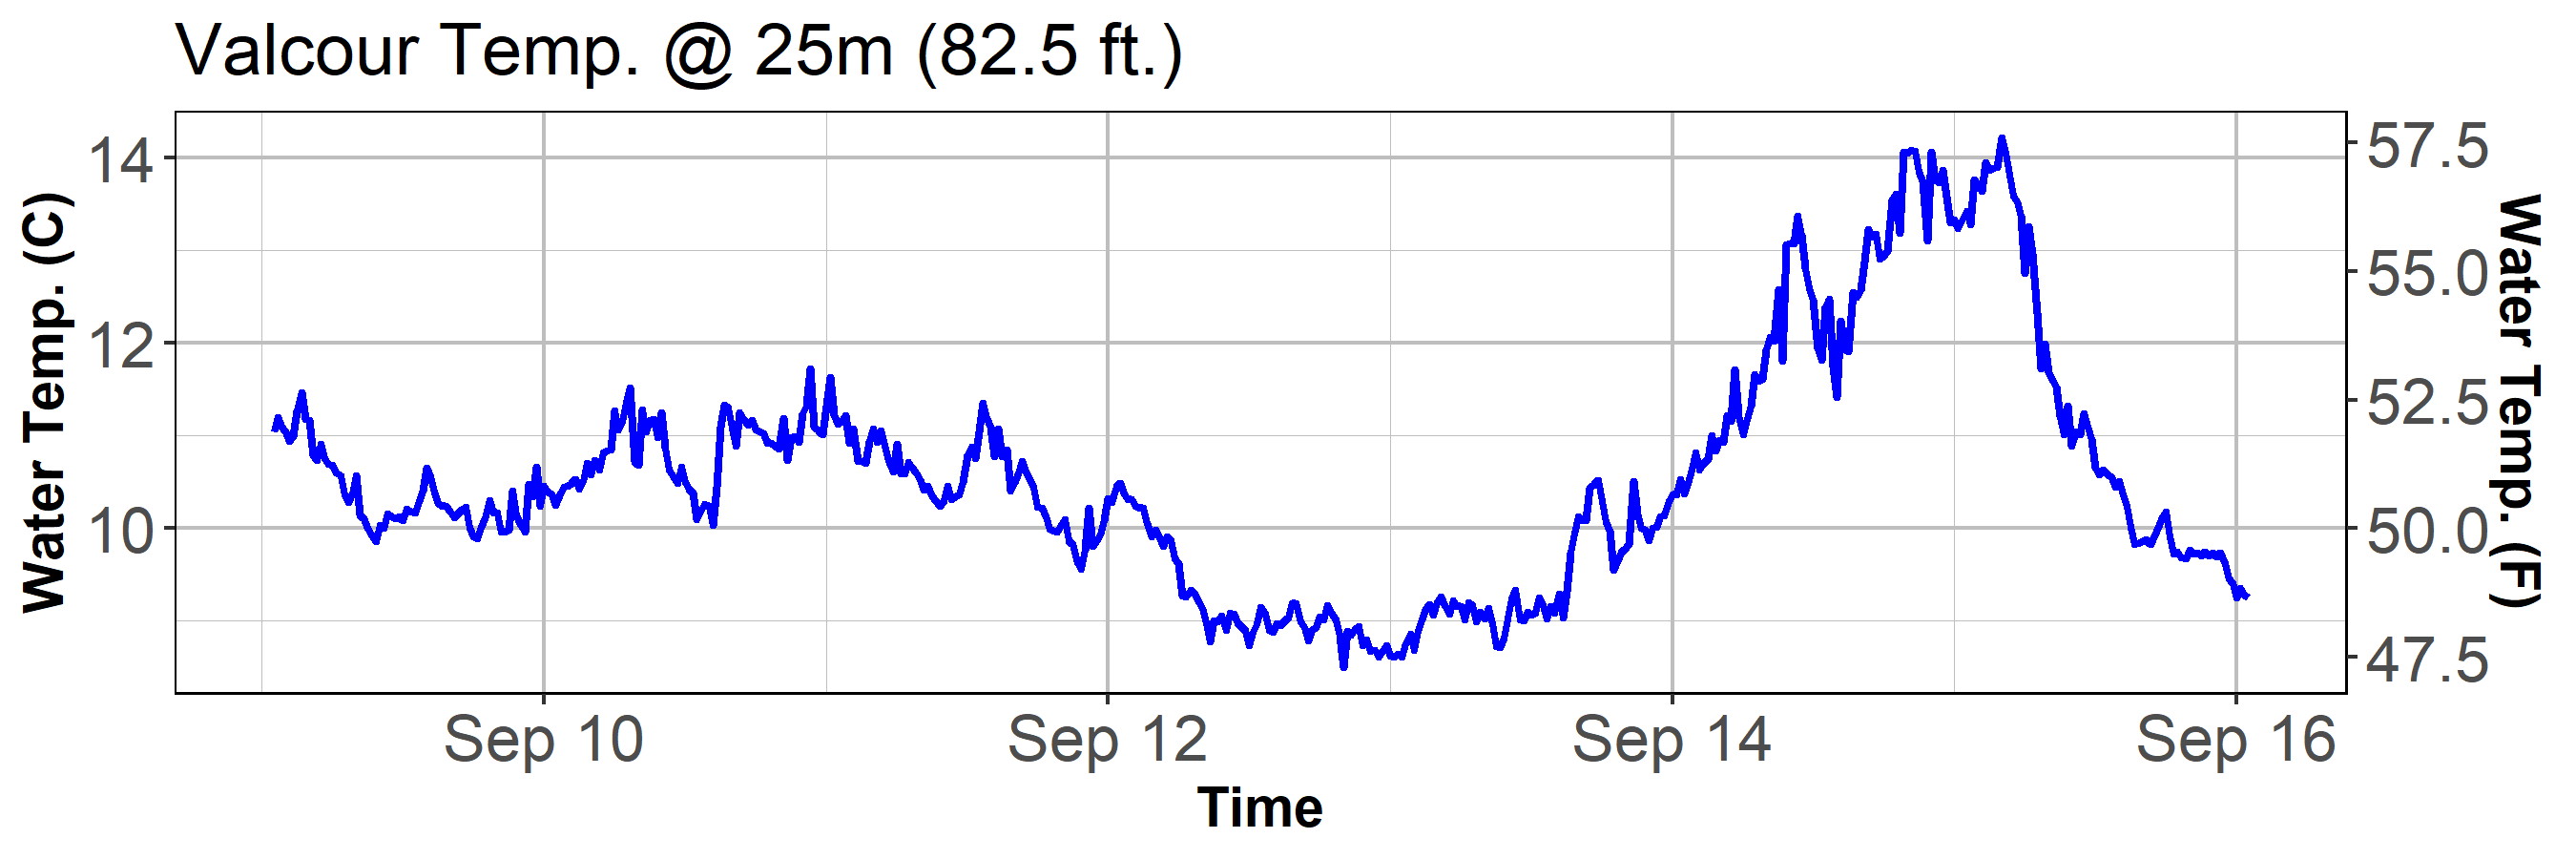 Valcour Temp. @ 25m (82.5 ft.)
Water Temp. (C)
14
12
10
57.5
55.0
52.5
50.0
47.5
Water Temp. (F)
Sep 10 Sep 12 Sep 14 Sep 16
Time